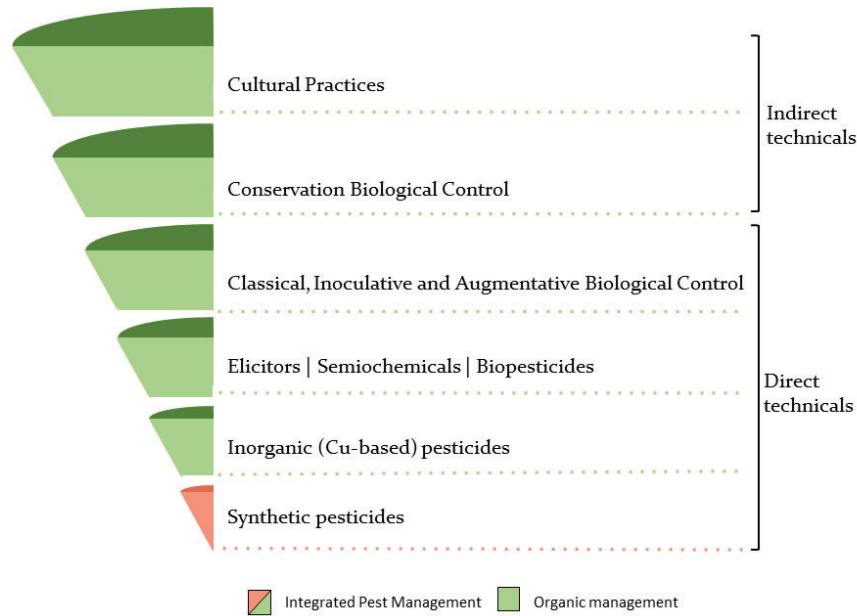 Cultural Practices
Indirect
technicals
Conservation Biological Control
Classical, Inoculative and Augmentative Biological Control
Elicitors | Semiochemicals | Biopesticides
Direct
technicals
Inorganic (Cu-based) pesticides
Synthetic pesticides
Integrated Pest Management
Organic management